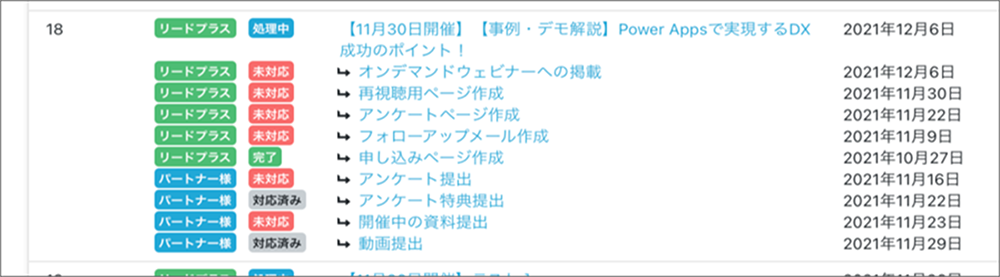 18 リードプラス 処理中 【11月30日開催】【事例・デモ解説】Power Appsで実現するDX 2021年12月6日
成功のポイント！
リードプラス 未対応 ↳ オンデマンドウェビナーへの掲載 2021年12月6日
リードプラス 未対応 ↳ 再視聴用ページ作成 2021年11月30日
リードプラス 未対応 ↳ アンケートページ作成 2021年11月22日
リードプラス 未対応 ↳ フォローアップメール作成 2021年11月9日
リードプラス 完了 ↳ 申し込みページ作成 2021年10月27日
パートナー様 未対応 ↳ アンケート提出 2021年11月16日
パートナー様 対応済み ↳ アンケート特典提出 2021年11月22日
パートナー様 未対応 ↳ 開催中の資料提出 2021年11月23日
パートナー様 対応済み ↳ 動画提出 2021年11月29日